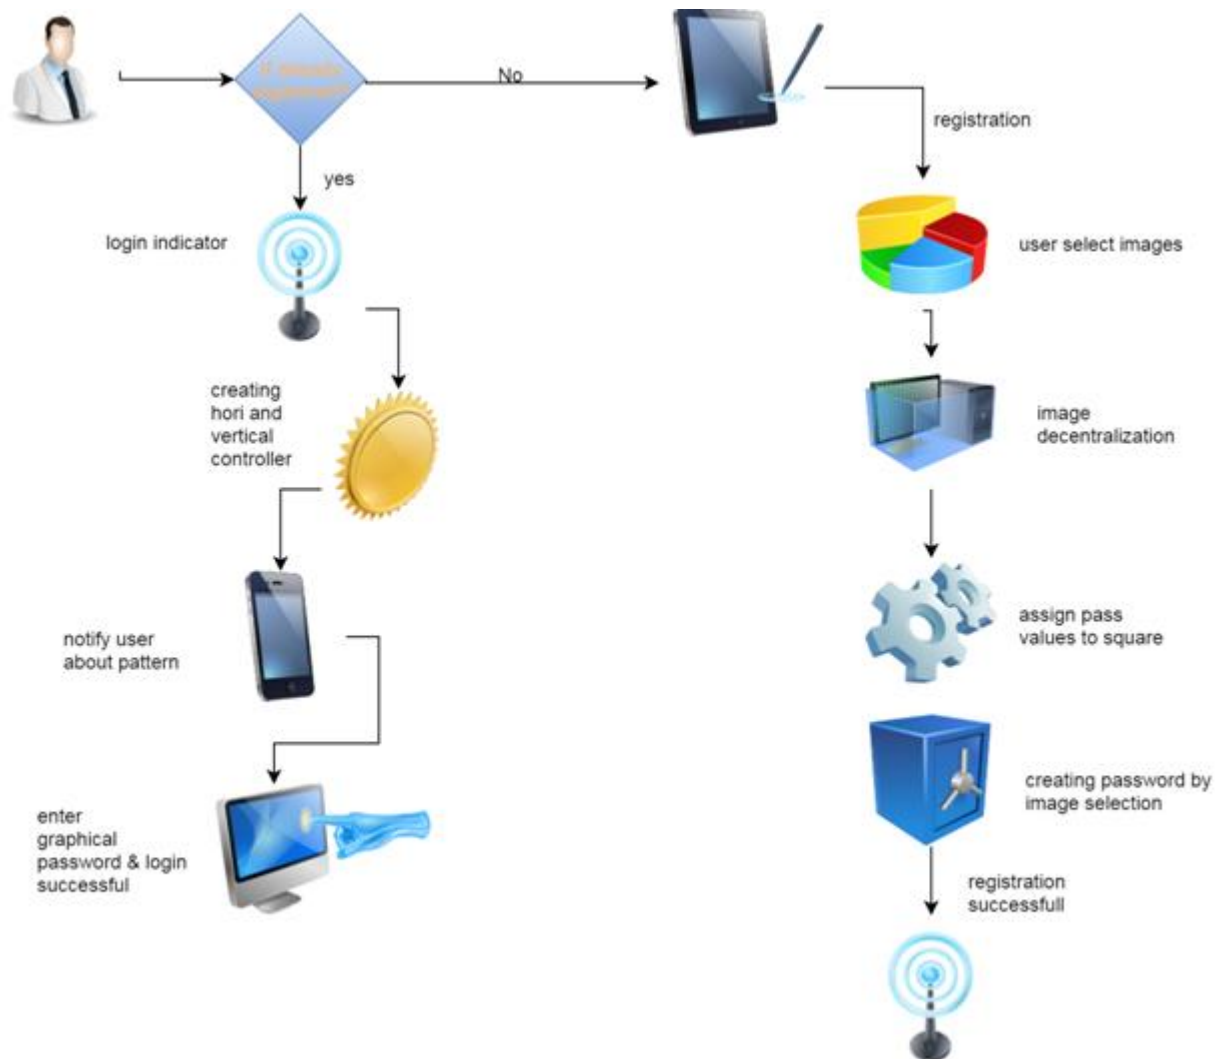 No
registration
yes
login indicator
user select images
creating
hori and
vertical
controller
image
decentralization
notify user
about pattern
assign pass
values to square
enter
graphical
password & login
successful
creating password by
image selection
registration
successfull